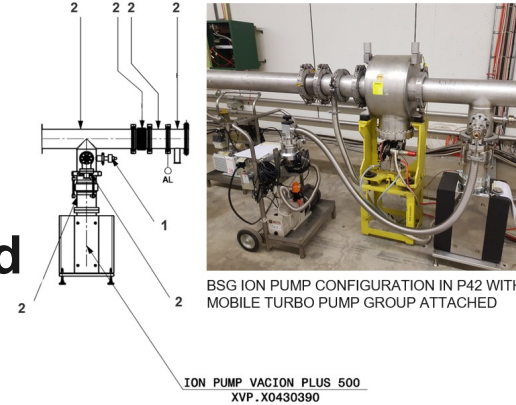 2 2 2 2
AL
1
d
2
2
BSG ION PUMP CONFIGURATION IN P42 WITH
MOBILE TURBO PUMP GROUP ATTACHED
ION PUMP VACION PLUS 500
XVP.X0430390